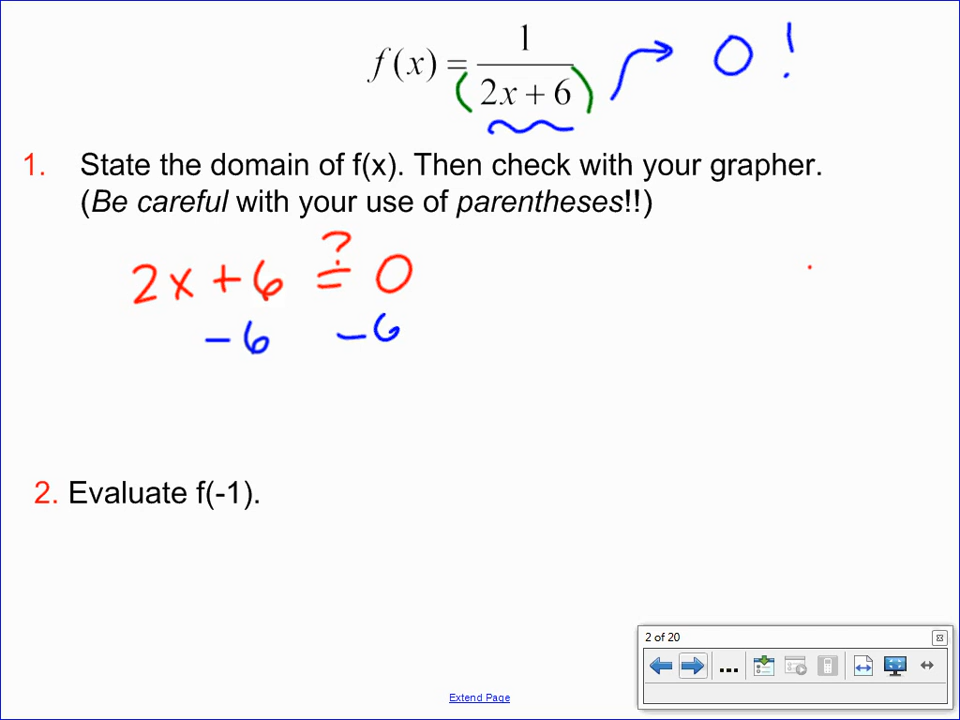 f(x) = 1 / (2x + 6) 0 !
1. State the domain of f(x). Then check with your grapher.
(Be careful with your use of parentheses!!)
2x + 6 ?= 0
- 6 - 6
2. Evaluate f(-1).
2 of 20
...
Extend Page